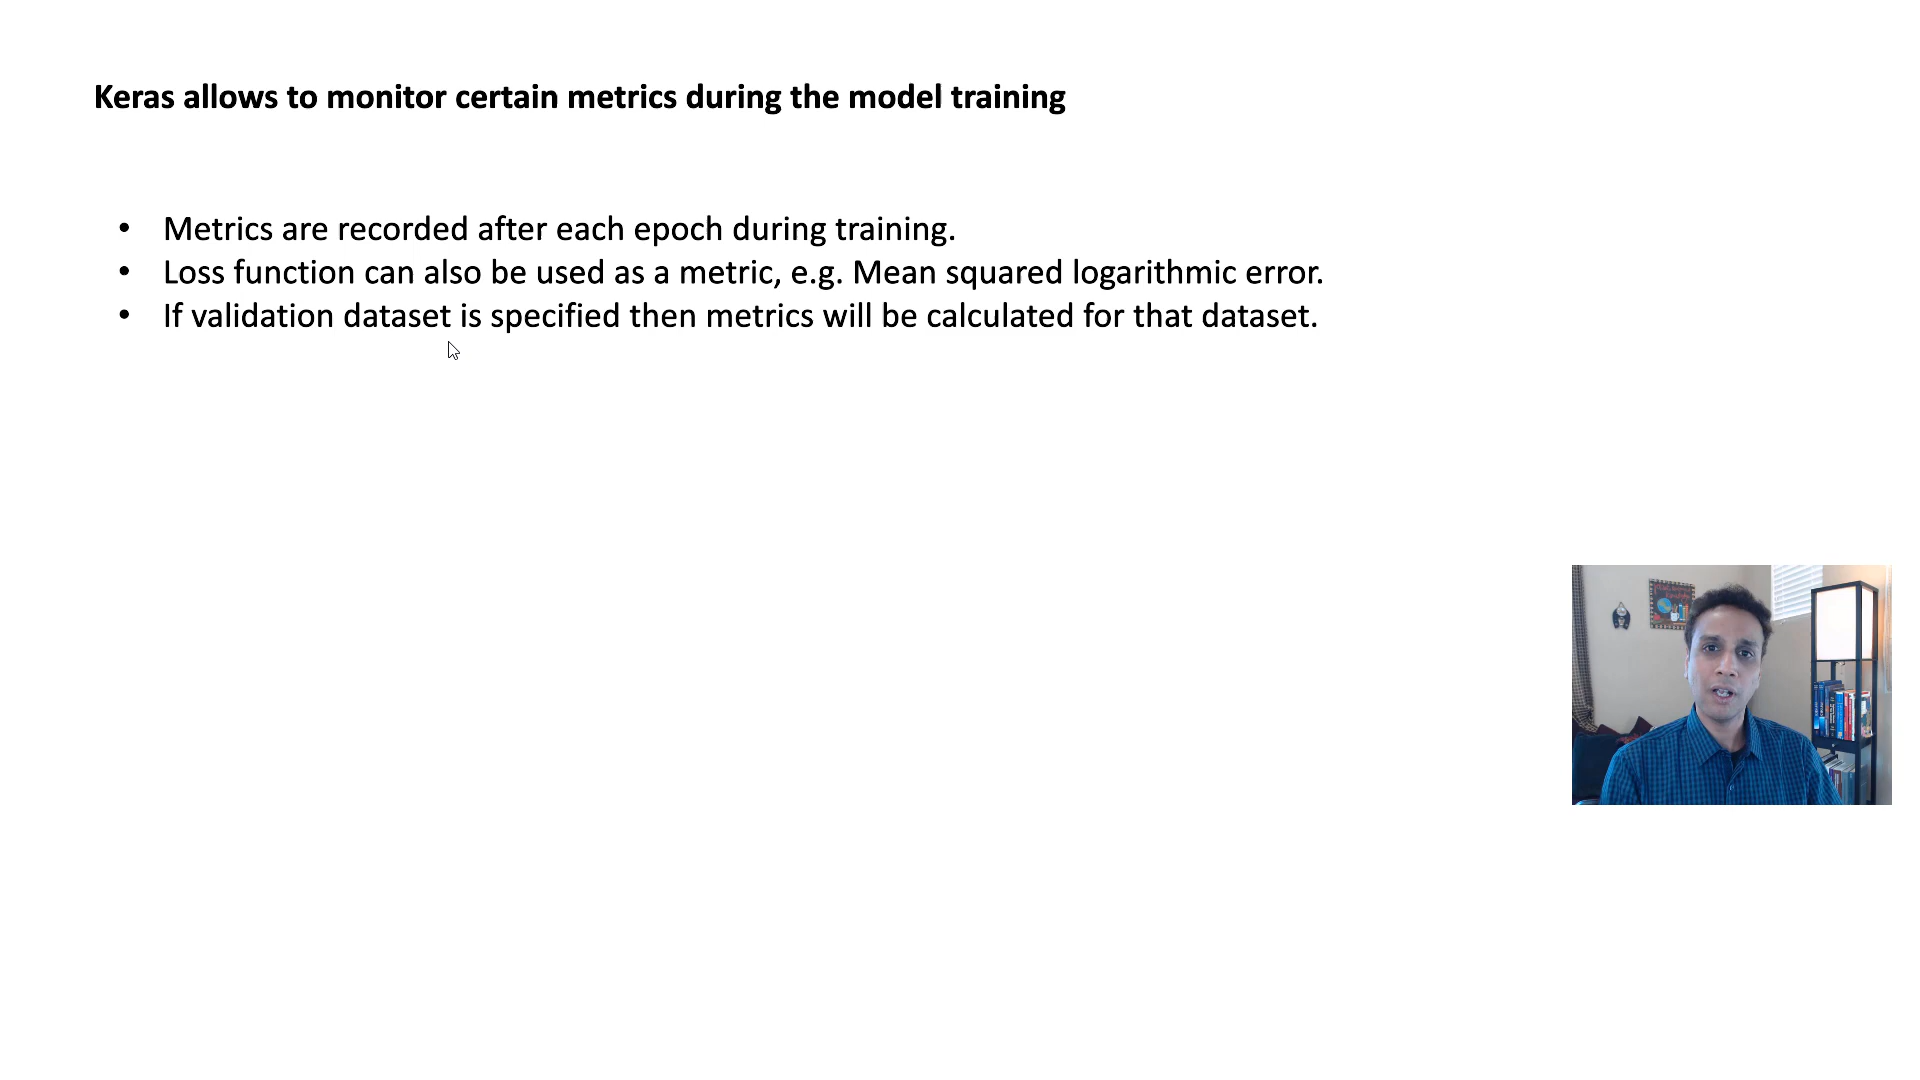 Keras allows to monitor certain metrics during the model training
• Metrics are recorded after each epoch during training.
• Loss function can also be used as a metric, e.g. Mean squared logarithmic error.
• If validation dataset is specified then metrics will be calculated for that dataset.